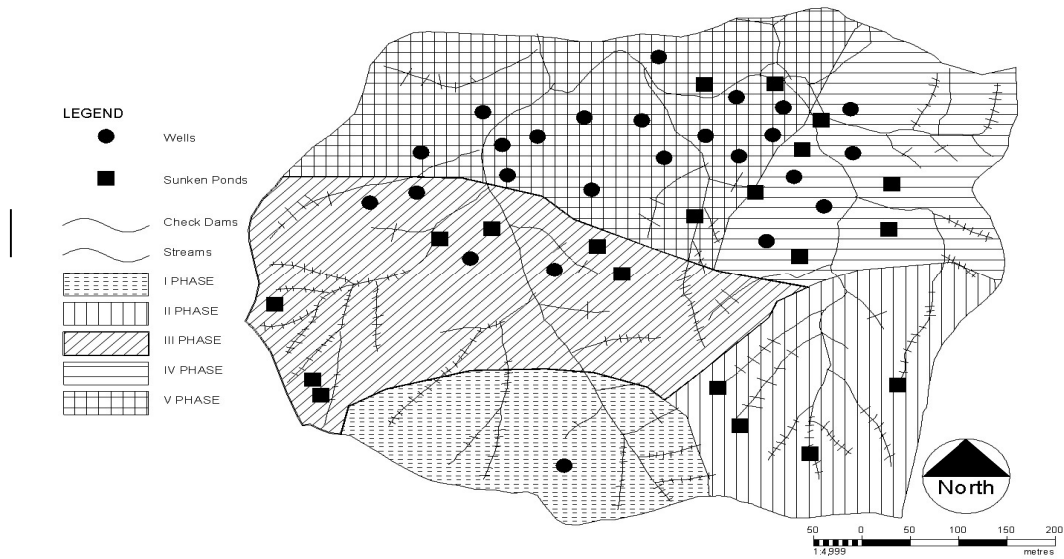 LEGEND
Wells
Sunken Ponds
Check Dams
Streams
I PHASE
II PHASE
III PHASE
IV PHASE
V PHASE
North
50 0 50 100 150 200
1:4,999 metres